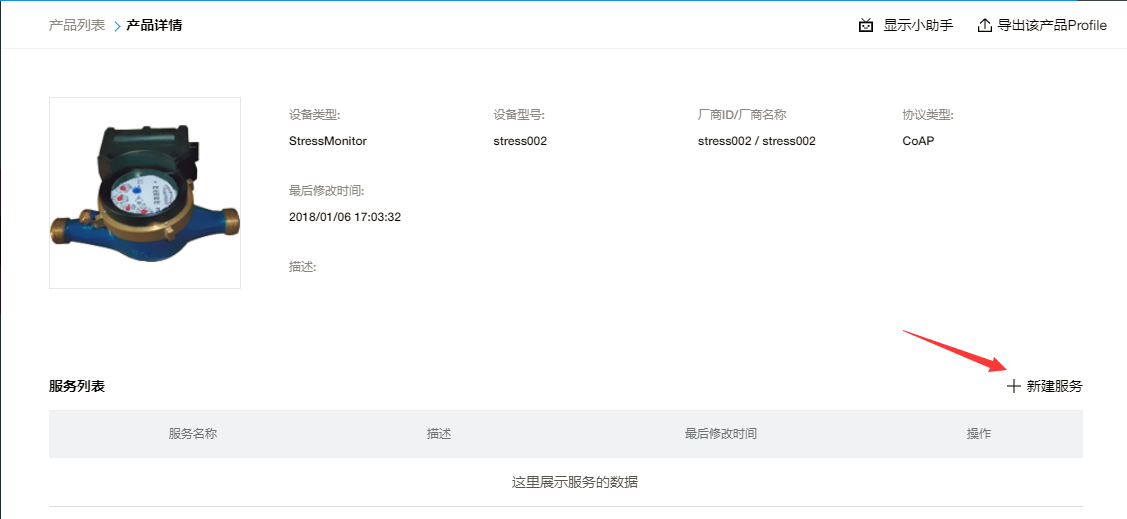 产品列表 产品详情 显示小助手 导出该产品Profile
设备类型: 设备型号: 厂商ID/厂商名称 协议类型:
StressMonitor stress002 stress002 / stress002 CoAP
最后修改时间:
2018/01/06 17:03:32
描述:
服务列表 新建服务
服务名称 描述 最后修改时间 操作
这里展示服务的数据